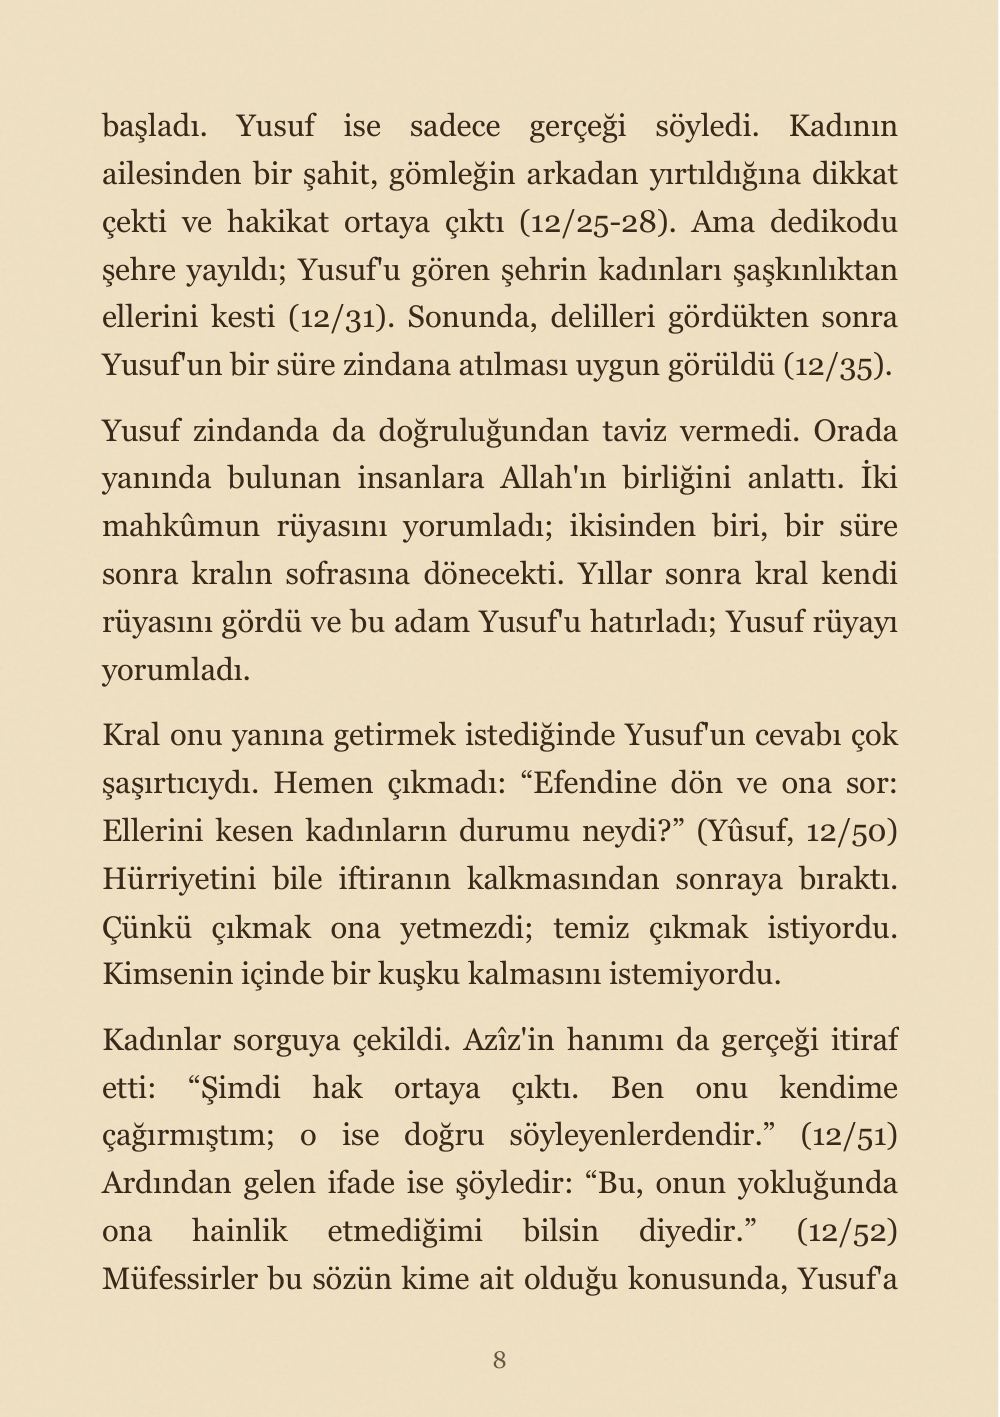 başladı. Yusuf ise sadece gerçeği söyledi. Kadının
ailesinden bir şahit, gömleğin arkadan yırtıldığına dikkat
çekti ve hakikat ortaya çıktı (12/25-28). Ama dedikodu
şehre yayıldı; Yusuf'u gören şehrin kadınları şaşkınlıktan
ellerini kesti (12/31). Sonunda, delilleri gördükten sonra
Yusuf'un bir süre zindana atılması uygun görüldü (12/35).
Yusuf zindanda da doğruluğundan taviz vermedi. Orada
yanında bulunan insanlara Allah'ın birliğini anlattı. İki
mahkûmun rüyasını yorumladı; ikisinden biri, bir süre
sonra kralın sofrasına dönecekti. Yıllar sonra kral kendi
rüyasını gördü ve bu adam Yusuf'u hatırladı; Yusuf rüyayı
yorumladı.
Kral onu yanına getirmek istediğinde Yusuf'un cevabı çok
şaşırtıcıydı. Hemen çıkmadı: “Efendine dön ve ona sor:
Ellerini kesen kadınların durumu neydi?” (Yûsuf, 12/50)
Hürriyetini bile iftiranın kalkmasından sonraya bıraktı.
Çünkü çıkmak ona yetmezdi; temiz çıkmak istiyordu.
Kimsenin içinde bir kuşku kalmasını istemiyordu.
Kadınlar sorguya çekildi. Azîz'in hanımı da gerçeği itiraf
etti: “Şimdi hak ortaya çıktı. Ben onu kendime
çağırmıştım; o ise doğru söyleyenlerdendir.” (12/51)
Ardından gelen ifade ise şöyledir: “Bu, onun yokluğunda
ona hainlik etmediğimi bilsin diyedir.” (12/52)
Müfessirler bu sözün kime ait olduğu konusunda, Yusuf'a
8